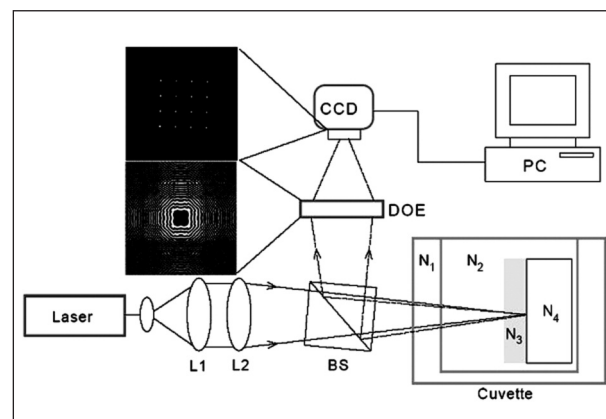 CCD
PC
DOE
N1 N2
Laser
N3 N4
L1 L2 BS
Cuvette